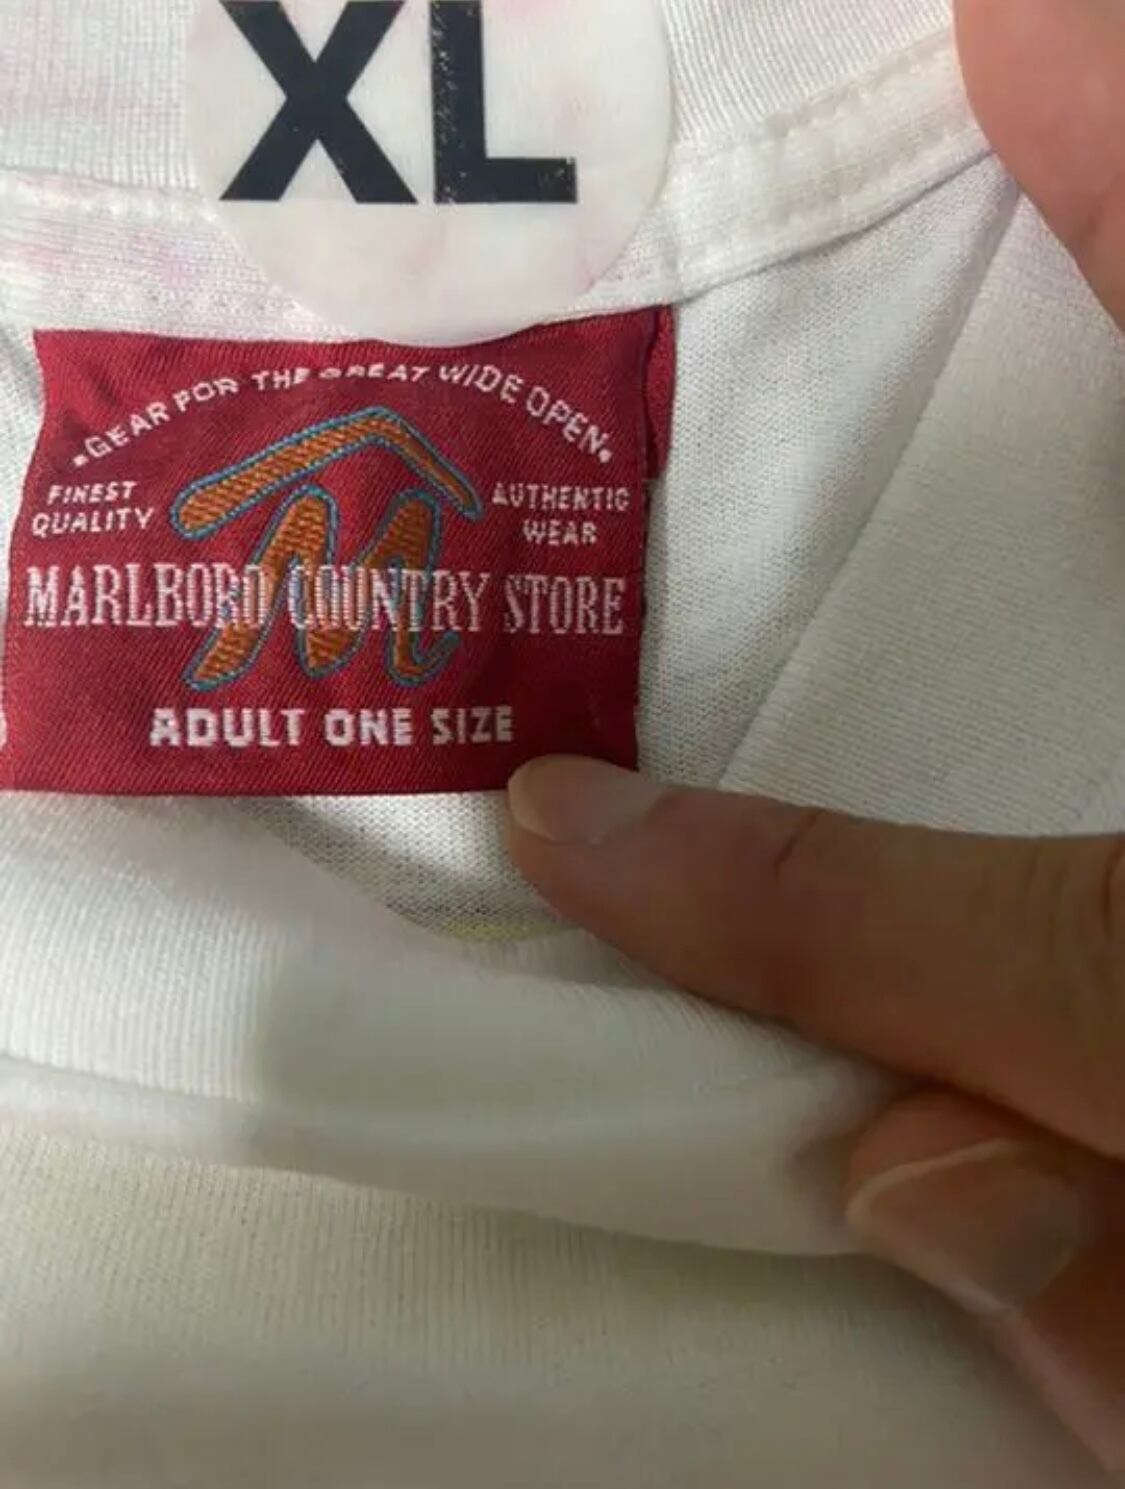 XL
•GEAR FOR THE GREAT WIDE OPEN•
FINEST
QUALITY
AUTHENTIC
WEAR
M
MARLBORO COUNTRY STORE
ADULT ONE SIZE